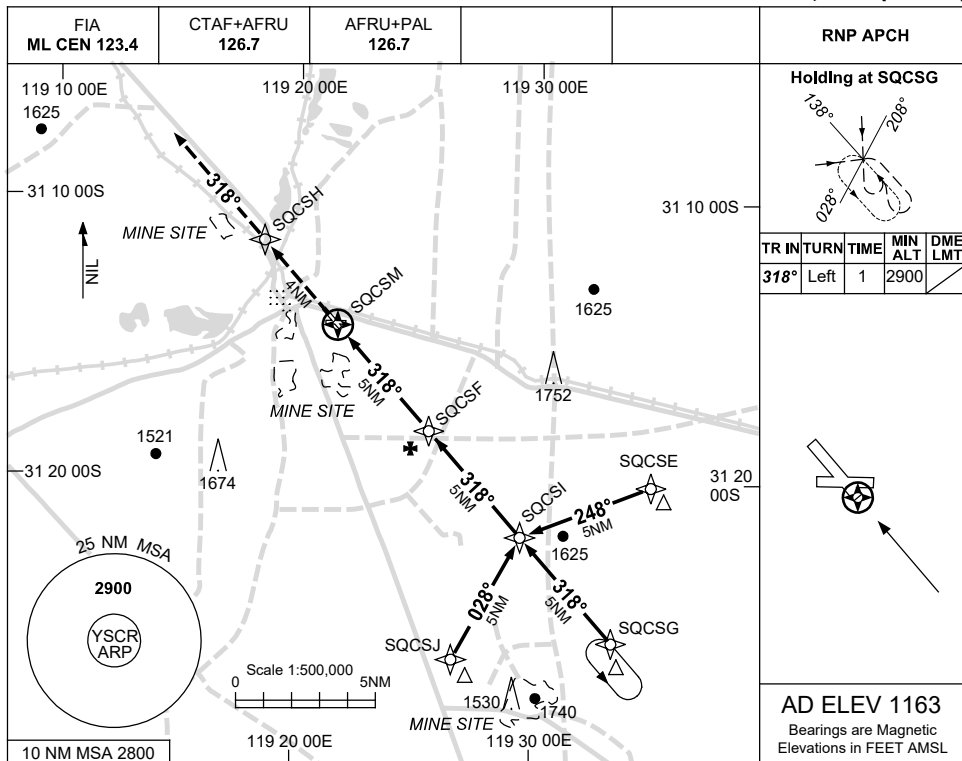 FIA
ML CEN 123.4
CTAF+AFRU
126.7
AFRU+PAL
126.7
RNP APCH
119 10 00E
119 20 00E
119 30 00E
1625
31 10 00S
31 10 00S
NIL
318°
SQCSH
MINE SITE
4NM
SQCSM
1625
318°
5NM
SQCSF
MINE SITE
1752
1521
1674
31 20 00S
318°
5NM
SQCSI
SQCSE
31 20
00S
248°
5NM
1625
25 NM MSA
2900
YSCR
ARP
028°
5NM
318°
5NM
SQCSJ
SQCSG
Scale 1:500,000
0
5NM
1530
1740
MINE SITE
10 NM MSA 2800
119 20 00E
119 30 00E
Holding at SQCSG
138°
208°
028°
TR IN
TURN
TIME
MIN
ALT
DME
LMT
318°
Left
1
2900
AD ELEV 1163
Bearings are Magnetic
Elevations in FEET AMSL